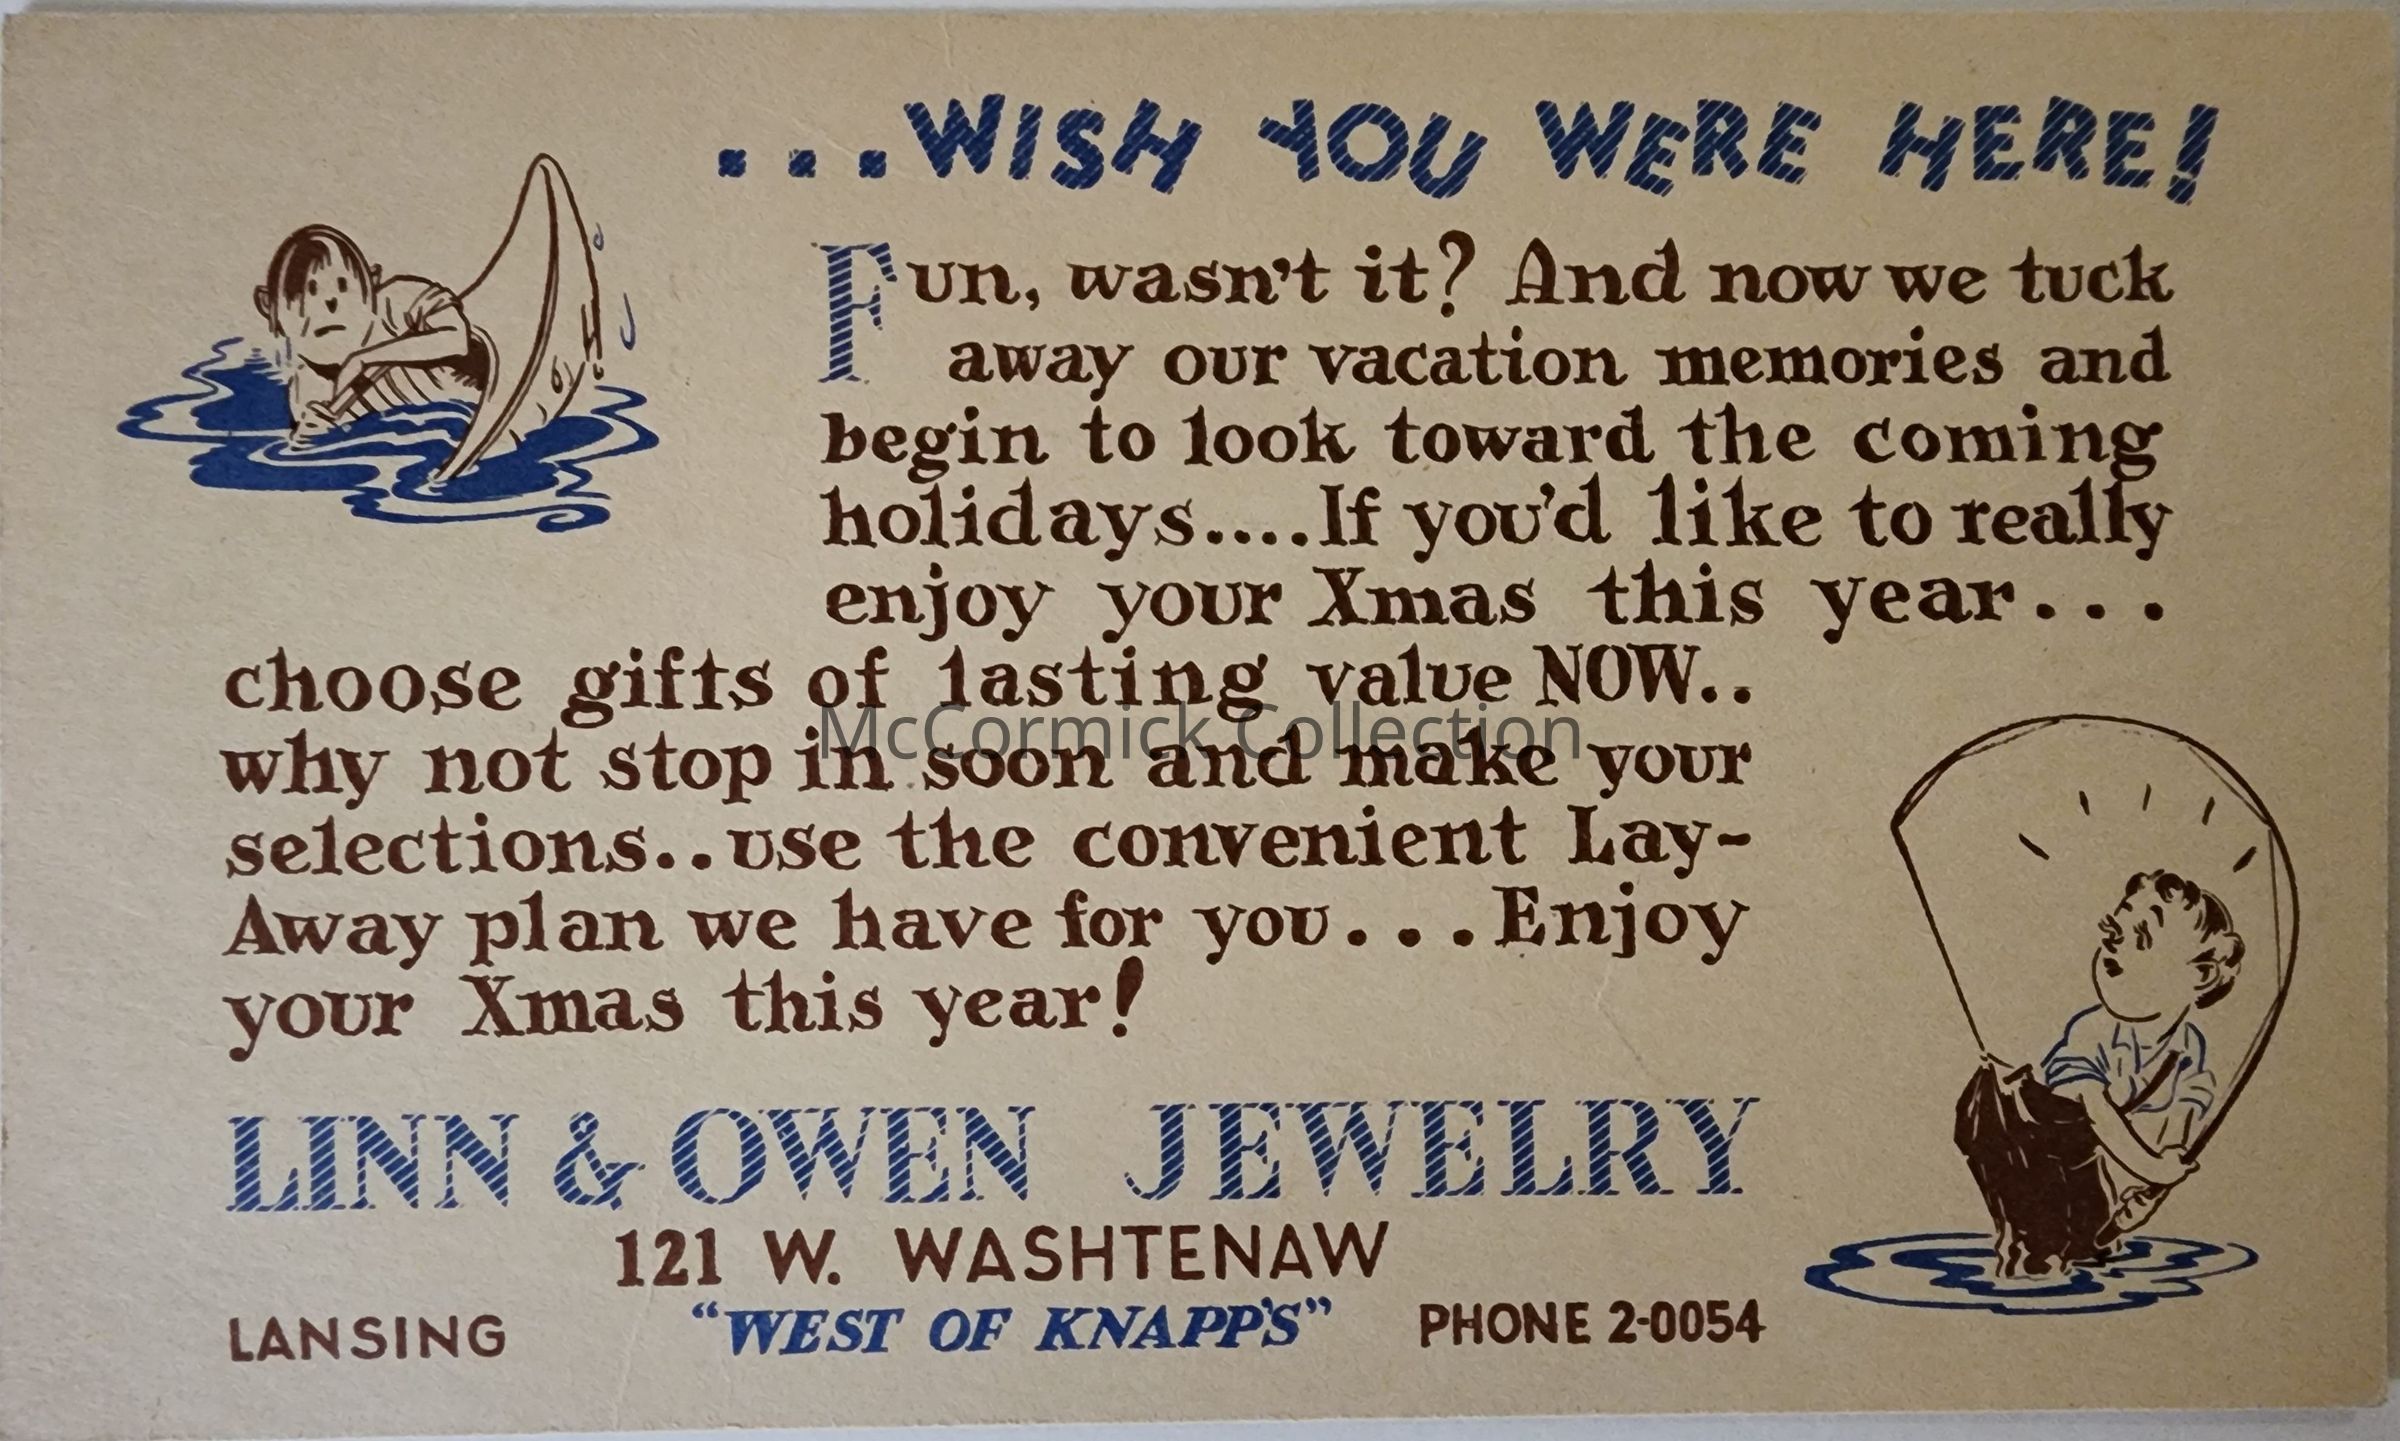 ...WISH YOU WERE HERE!
Fun, wasn't it? And now we tuck
away our vacation memories and
begin to look toward the coming
holidays....If you'd like to really
enjoy your Xmas this year...
choose gifts of lasting value NOW..
McCormick Collection
why not stop in soon and make your
selections..use the convenient Lay-
Away plan we have for you...Enjoy
your Xmas this year!
LINN & OWEN JEWELRY
121 W. WASHTENAW
LANSING "WEST OF KNAPP'S" PHONE 2-0054